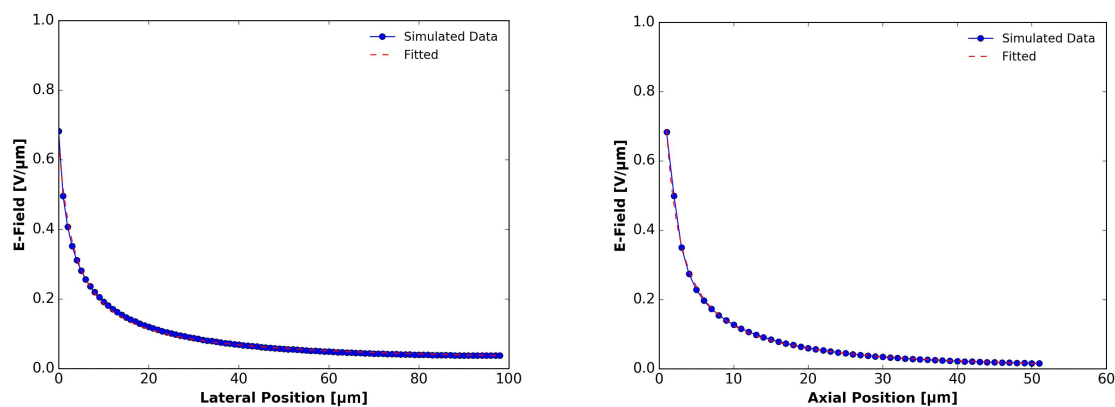 1.0
0.8
0.6
0.4
0.2
0.0
E-Field [V/µm]
Simulated Data
Fitted
0 20 40 60 80 100
Lateral Position [µm]
1.0
0.8
0.6
0.4
0.2
0.0
E-Field [V/µm]
Simulated Data
Fitted
0 10 20 30 40 50 60
Axial Position [µm]